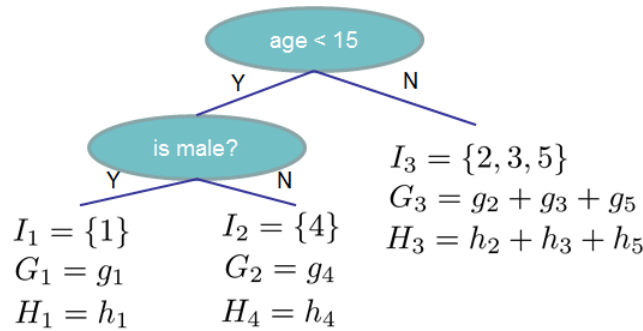 age < 15
Y
N
is male?
Y
N
I₁ = {1}
G₁ = g₁
H₁ = h₁
I₂ = {4}
G₂ = g₄
H₄ = h₄
I₃ = {2, 3, 5}
G₃ = g₂ + g₃ + g₅
H₃ = h₂ + h₃ + h₅